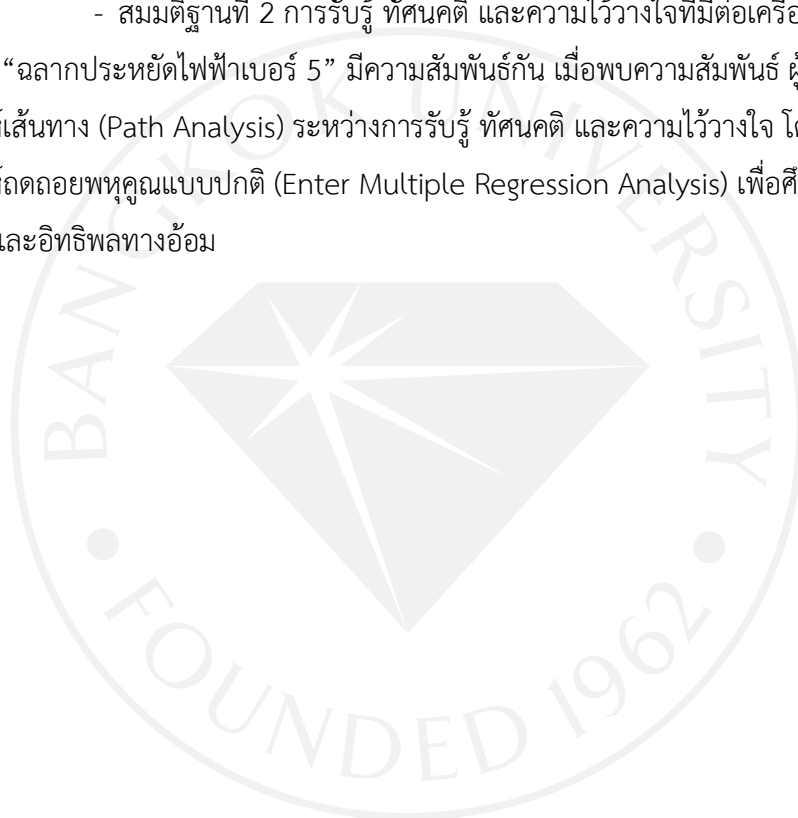 - สมมติฐานที่ 2 การรับรู้ ทัศนคติ และความไว้วางใจที่มีต่อเครื่อ
“ฉลากประหยัดไฟฟ้าเบอร์ 5” มีความสัมพันธ์กัน เมื่อพบความสัมพันธ์ ผู้
์เส้นทาง (Path Analysis) ระหว่างการรับรู้ ทัศนคติ และความไว้วางใจ โด
์ถดถอยพหุคูณแบบปกติ (Enter Multiple Regression Analysis) เพื่อศึ
และอิทธิพลทางอ้อม
BANGKOK UNIVERSITY
• FOUNDED 1962 •